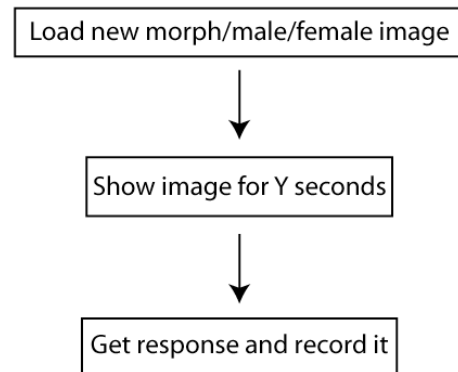 Load new morph/male/female image
Show image for Y seconds
Get response and record it